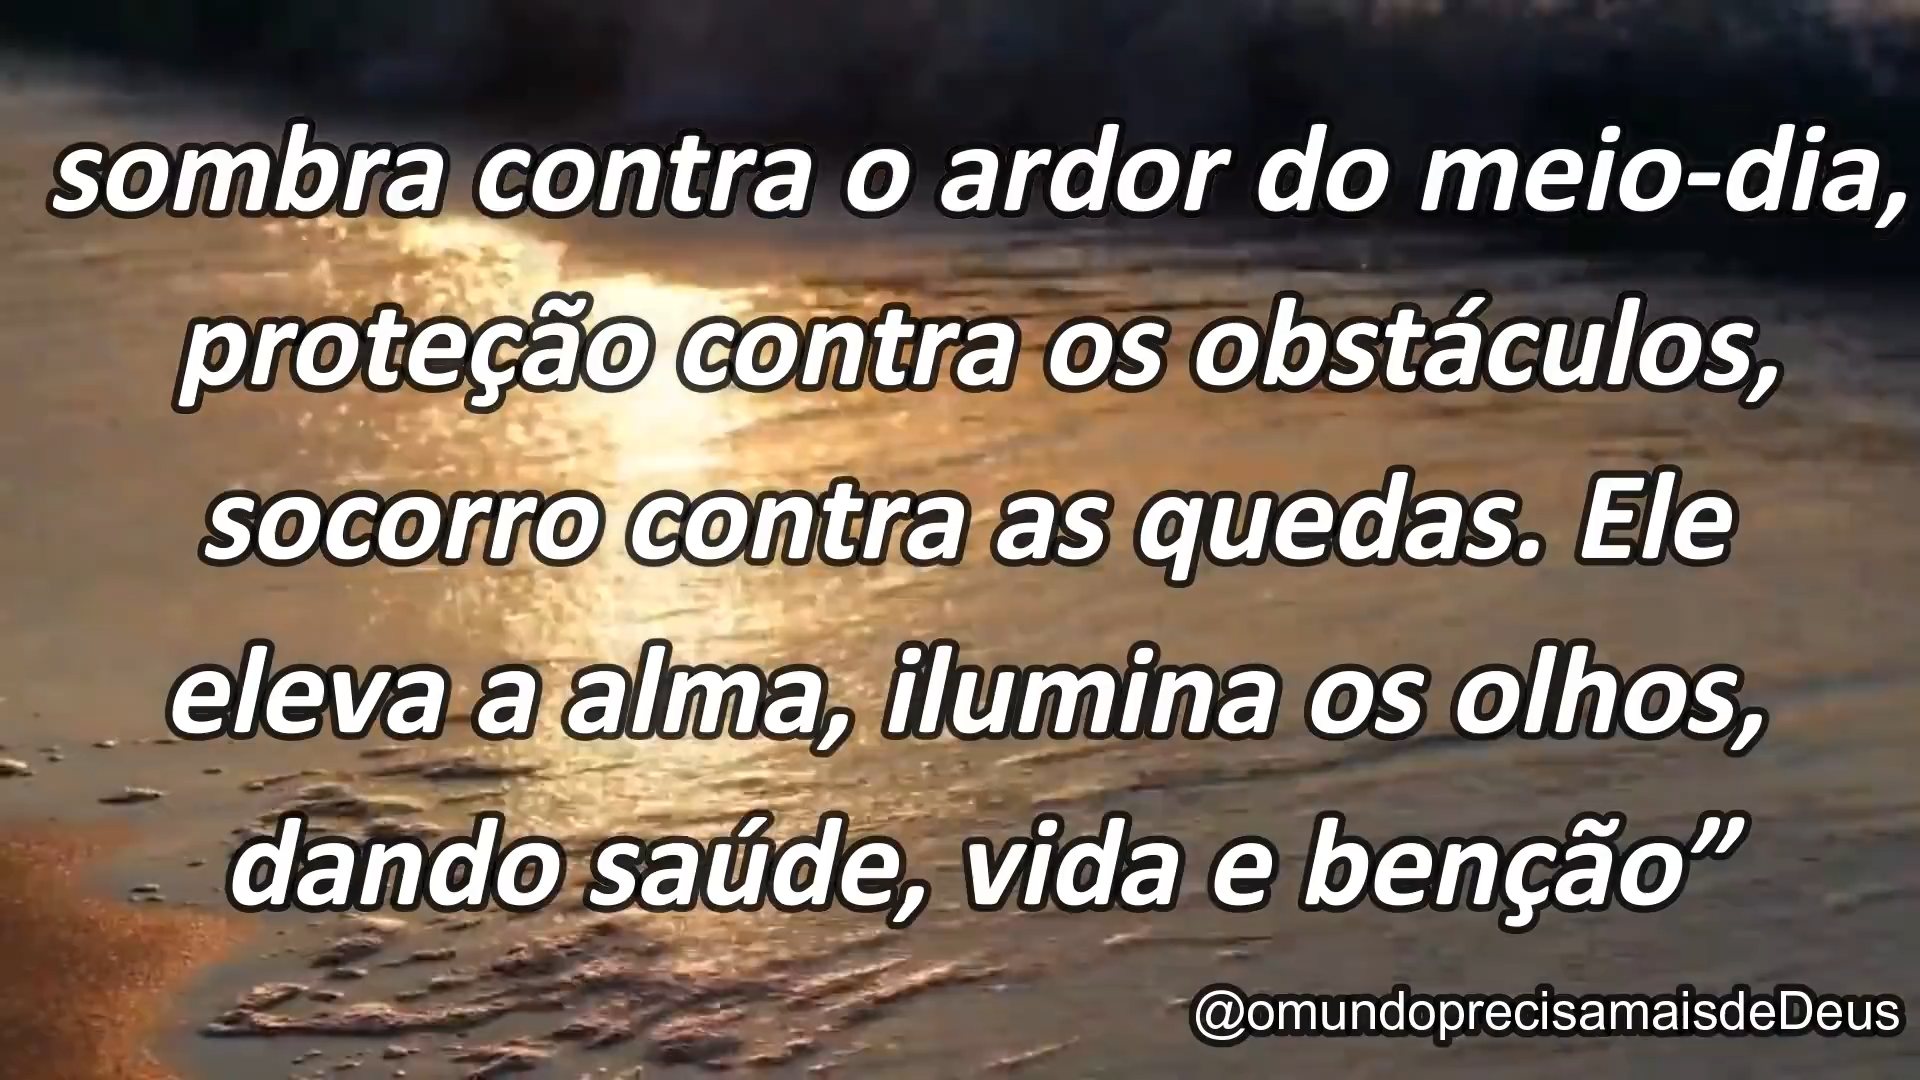 sombra contra o ardor do meio-dia,
proteção contra os obstáculos,
socorro contra as quedas. Ele
eleva a alma, ilumina os olhos,
dando saúde, vida e benção”
@omundoprecisamaisdeDeus